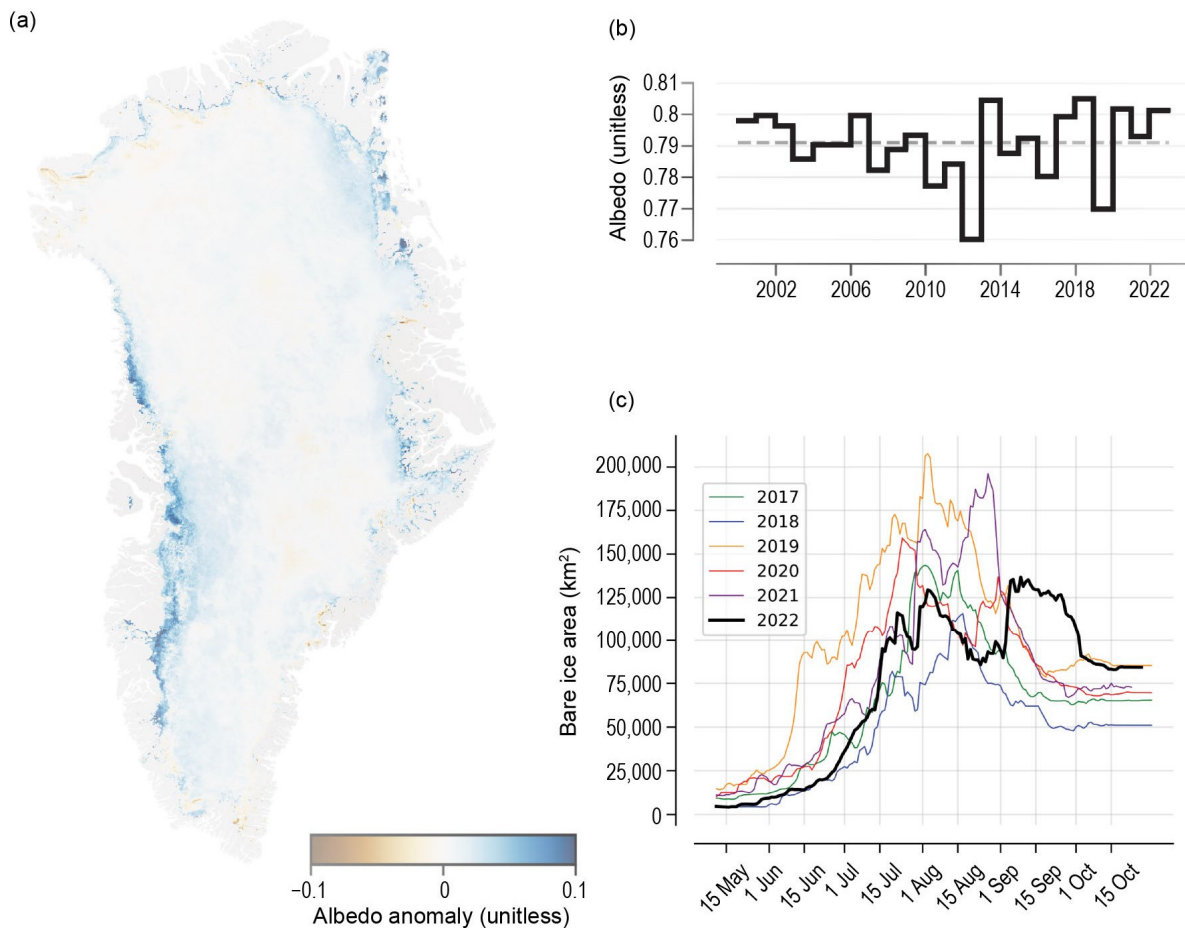 (a)
−0.1
0
0.1
Albedo anomaly (unitless)
(b)
Albedo (unitless)
0.81
0.8
0.79
0.78
0.77
0.76
2002
2006
2010
2014
2018
2022
(c)
Bare ice area (km²)
200,000
175,000
150,000
125,000
100,000
75,000
50,000
25,000
0
2017
2018
2019
2020
2021
2022
15 May
1 Jun
15 Jun
1 Jul
15 Jul
1 Aug
15 Aug
1 Sep
15 Sep
1 Oct
15 Oct